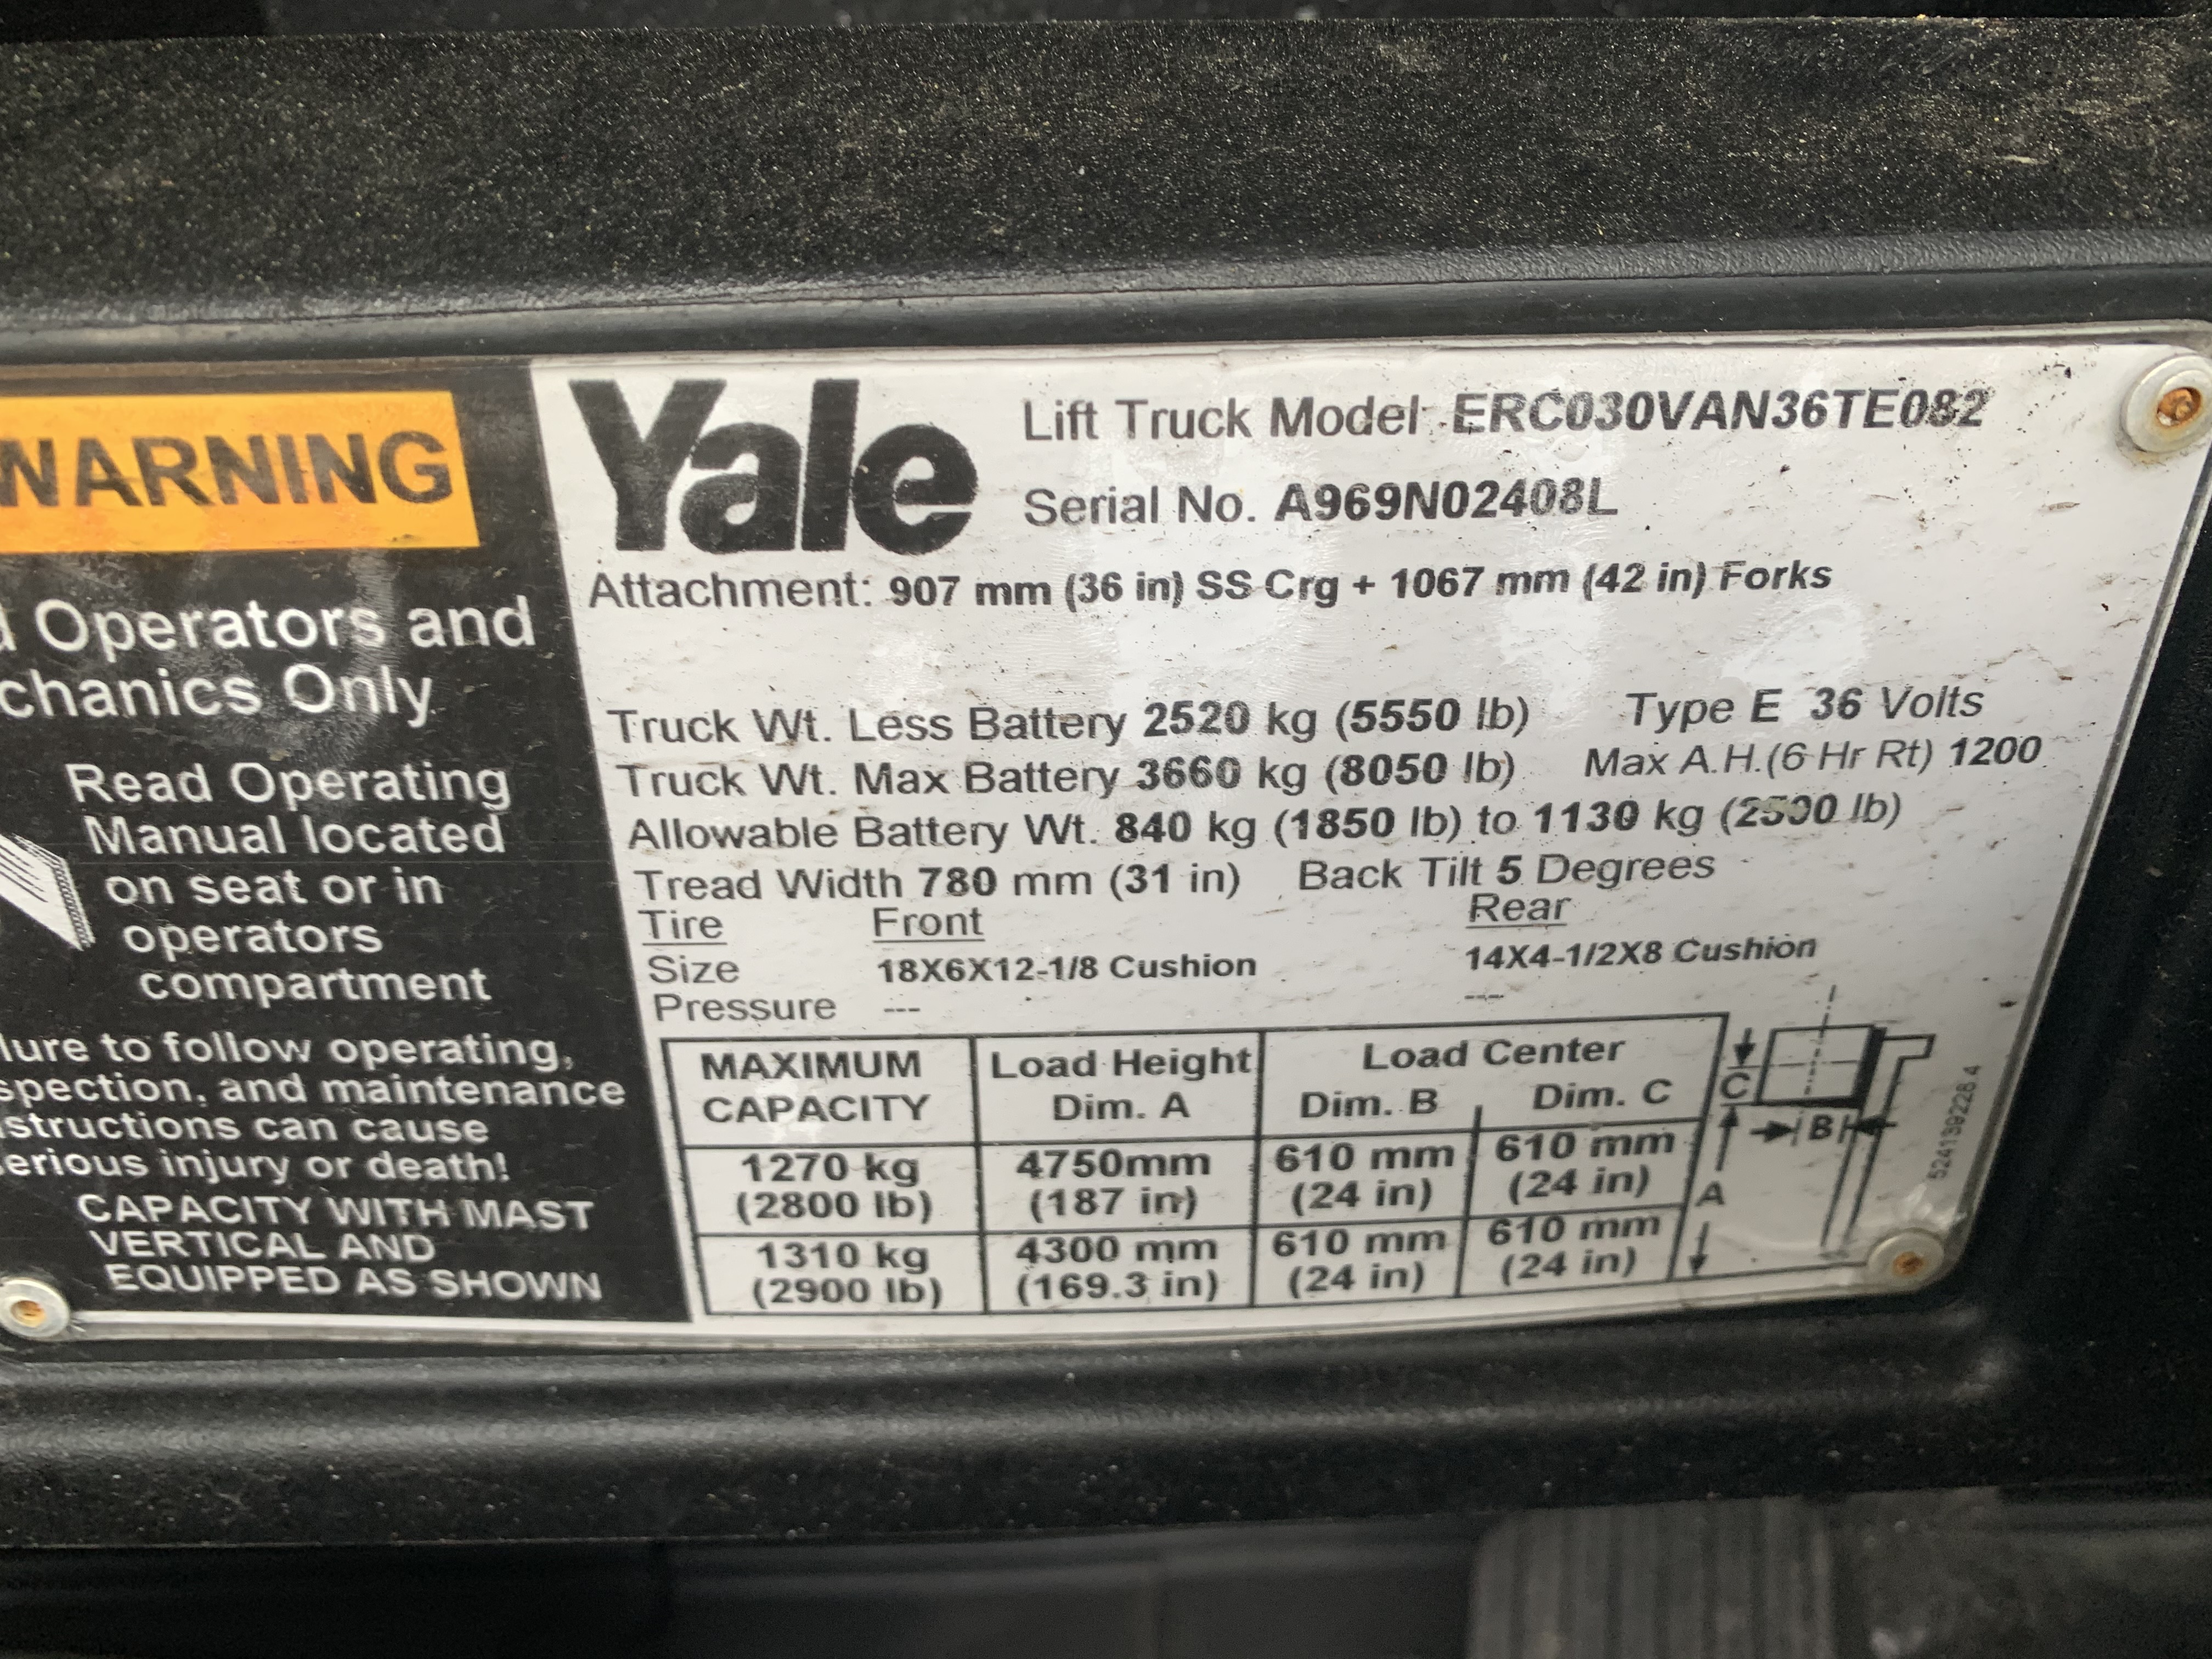 WARNING
Operators and
chanics Only
Read Operating
Manual located
on seat or in
operators
compartment
lure to follow operating,
spection, and maintenance
structions can cause
erious injury or death!
CAPACITY WITH MAST
VERTICAL AND
EQUIPPED AS SHOWN
Yale
Lift Truck Model ERC030VAN36TE082
Serial No. A969N02408L
Attachment: 907 mm (36 in) SS Crg + 1067 mm (42 in) Forks
Truck Wt. Less Battery 2520 kg (5550 lb) Type E 36 Volts
Truck Wt. Max Battery 3660 kg (8050 lb) Max A.H.(6 Hr Rt) 1200
Allowable Battery Wt. 840 kg (1850 lb) to 1130 kg (2500 lb)
Tread Width 780 mm (31 in) Back Tilt 5 Degrees
Tire Front Rear
Size 18X6X12-1/8 Cushion 14X4-1/2X8 Cushion
Pressure --- ---
MAXIMUM Load Height Load Center
CAPACITY Dim. A Dim. B Dim. C
1270 kg 4750mm 610 mm 610 mm
(2800 lb) (187 in) (24 in) (24 in)
1310 kg 4300 mm 610 mm 610 mm
(2900 lb) (169.3 in) (24 in) (24 in)
C
B
A